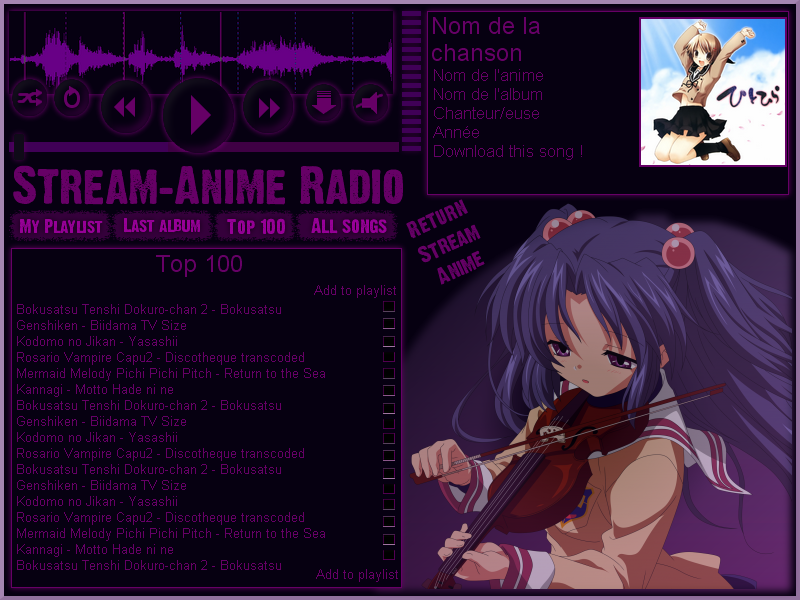 Nom de la
chanson
Nom de l'anime
Nom de l'album
Chanteur/euse
Année
Download this song !
ひとひら
STREAM-ANIME RADIO
MY PLAYLIST
LAST ALBUM
TOP 100
ALL SONGS
RETURN
STREAM
ANIME
Top 100
Add to playlist
Bokusatsu Tenshi Dokuro-chan 2 - Bokusatsu
Genshiken - Blidama TV Size
Kodomo no Jikan - Yasashii
Rosario Vampire Capu2 - Discotheque transcoded
Mermaid Melody Pichi Pichi Pitch - Return to the Sea
Kannagi - Motto Hade ni ne
Bokusatsu Tenshi Dokuro-chan 2 - Bokusatsu
Genshiken - Blidama TV Size
Kodomo no Jikan - Yasashii
Rosario Vampire Capu2 - Discotheque transcoded
Bokusatsu Tenshi Dokuro-chan 2 - Bokusatsu
Genshiken - Blidama TV Size
Kodomo no Jikan - Yasashii
Rosario Vampire Capu2 - Discotheque transcoded
Mermaid Melody Pichi Pichi Pitch - Return to the Sea
Kannagi - Motto Hade ni ne
Bokusatsu Tenshi Dokuro-chan 2 - Bokusatsu
Add to playlist